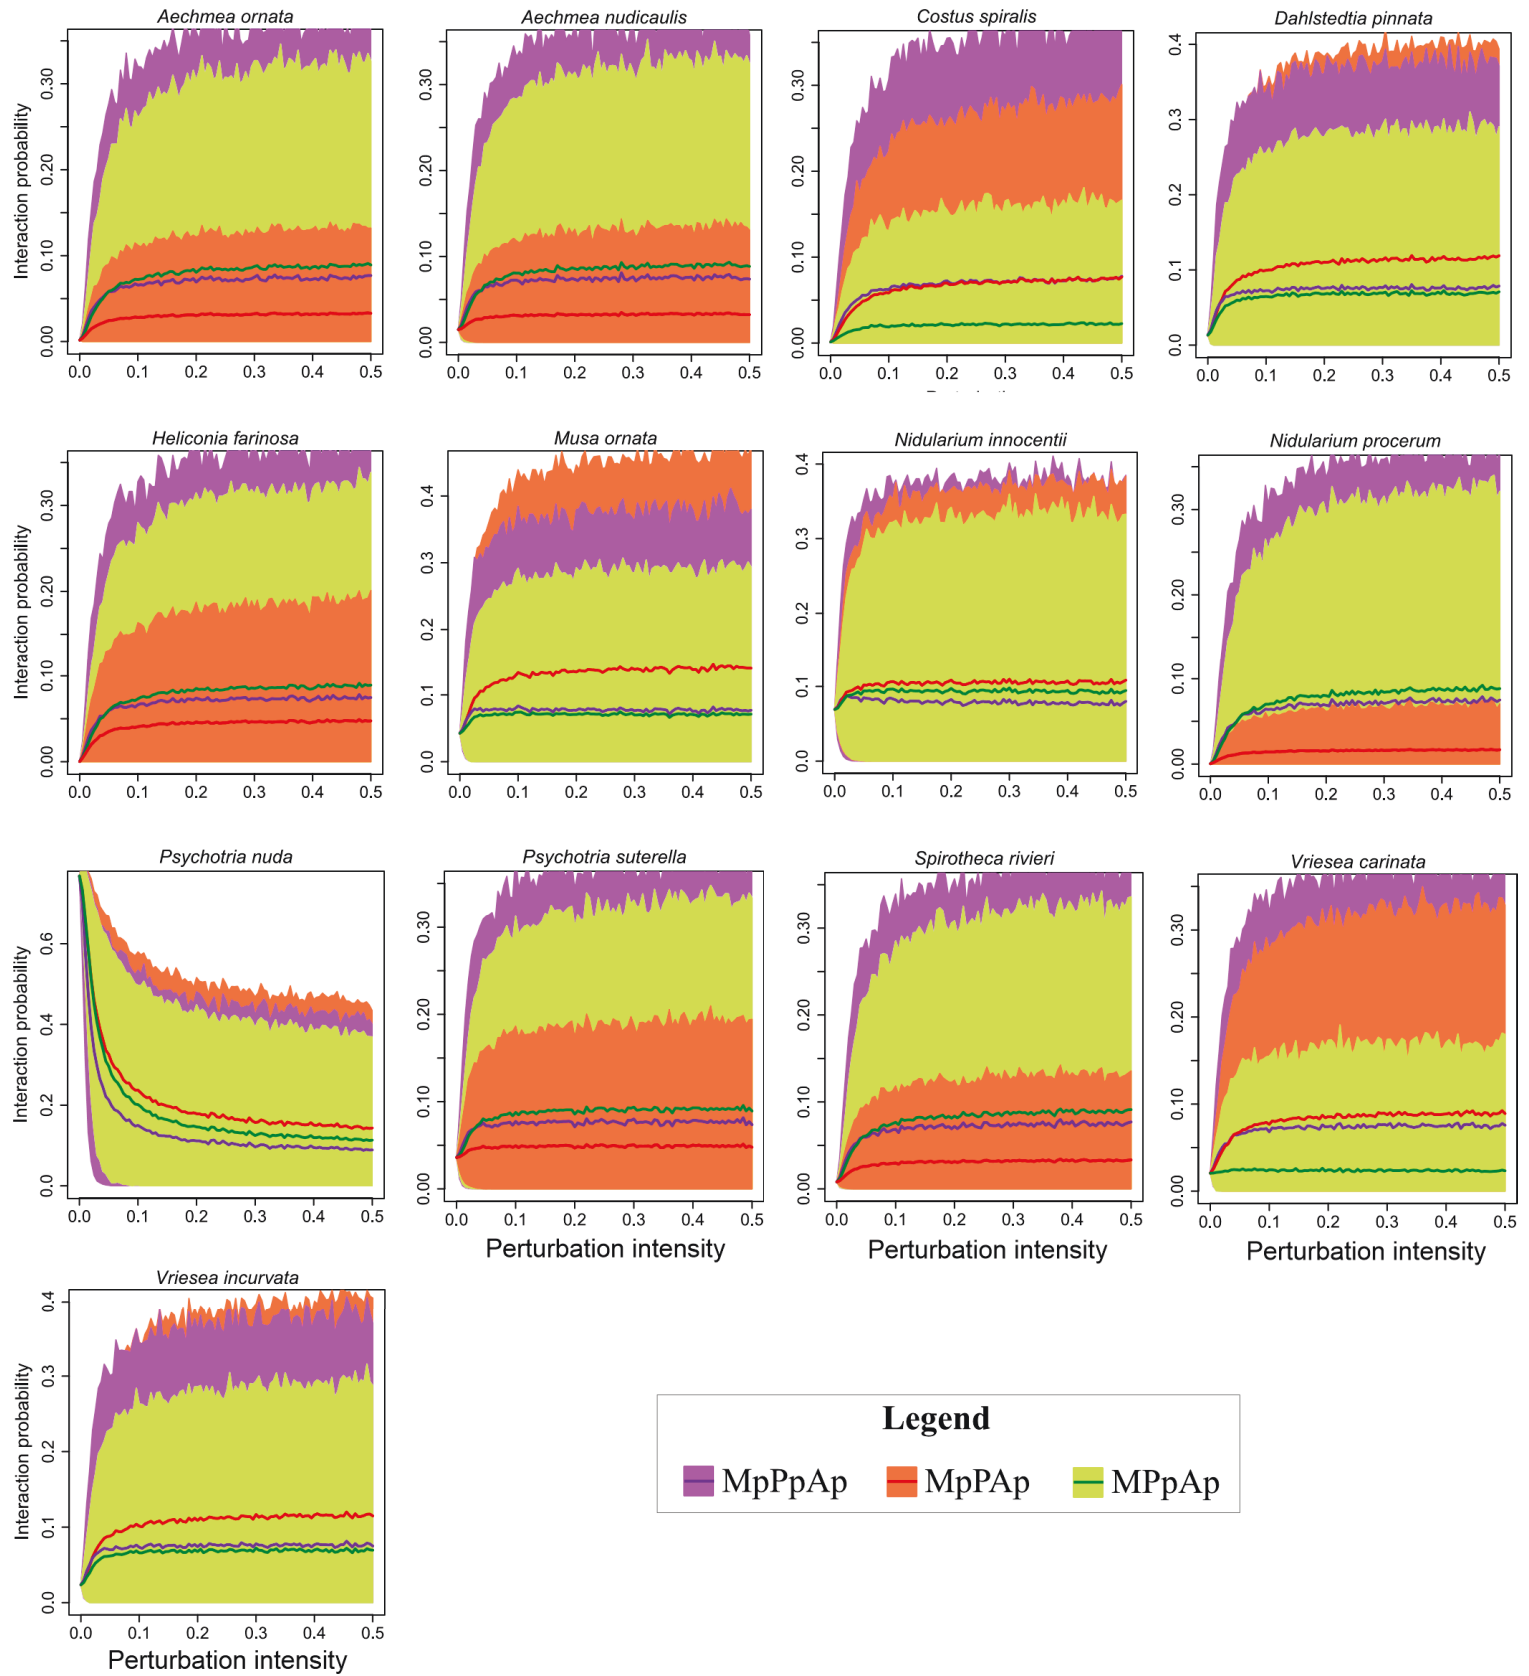 Aechmea ornata
Aechmea nudicaulis
Costus spiralis
Dahlstedtia pinnata
Interaction probability
0.00 0.10 0.20 0.30
0.00 0.10 0.20 0.30
0.00 0.10 0.20 0.30
0.0 0.1 0.2 0.3 0.4
0.0 0.1 0.2 0.3 0.4 0.5
0.0 0.1 0.2 0.3 0.4 0.5
0.0 0.1 0.2 0.3 0.4 0.5
0.0 0.1 0.2 0.3 0.4 0.5
Heliconia farinosa
Musa ornata
Nidularium innocentii
Nidularium procerum
Interaction probability
0.00 0.10 0.20 0.30
0.0 0.1 0.2 0.3 0.4
0.0 0.1 0.2 0.3 0.4
0.00 0.10 0.20 0.30
0.0 0.1 0.2 0.3 0.4 0.5
0.0 0.1 0.2 0.3 0.4 0.5
0.0 0.1 0.2 0.3 0.4 0.5
0.0 0.1 0.2 0.3 0.4 0.5
Psychotria nuda
Psychotria suterella
Spirotheca rivieri
Vriesea carinata
Interaction probability
0.0 0.2 0.4 0.6
0.00 0.10 0.20 0.30
0.00 0.10 0.20 0.30
0.00 0.10 0.20 0.30
0.0 0.1 0.2 0.3 0.4 0.5
0.0 0.1 0.2 0.3 0.4 0.5
0.0 0.1 0.2 0.3 0.4 0.5
0.0 0.1 0.2 0.3 0.4 0.5
Perturbation intensity
Perturbation intensity
Perturbation intensity
Vriesea incurvata
Interaction probability
0.0 0.1 0.2 0.3 0.4
0.0 0.1 0.2 0.3 0.4 0.5
Perturbation intensity
Legend
MpPpAp MpPAp MPpAp